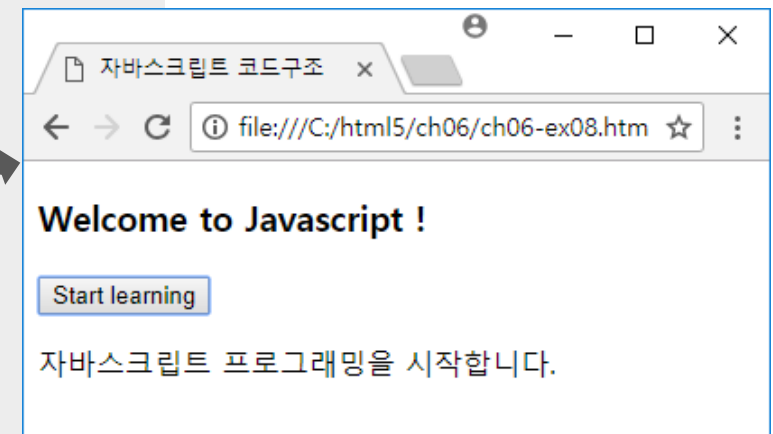 자바스크립트 코드구조
file:///C:/html5/ch06/ch06-ex08.htm
Welcome to Javascript !
Start learning
자바스크립트 프로그래밍을 시작합니다.